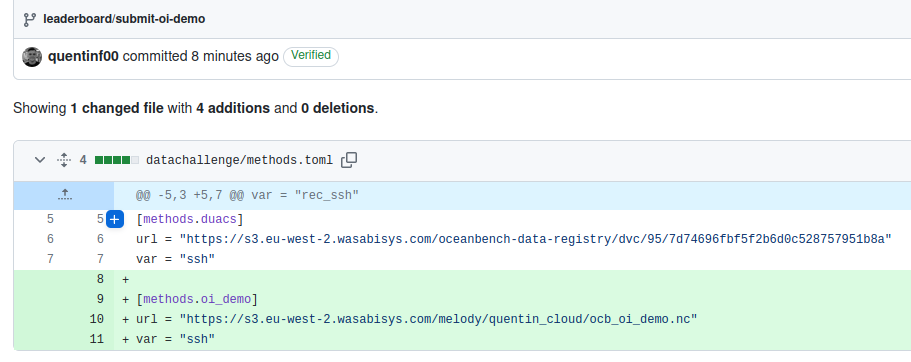 leaderboard/submit-oi-demo
quentinf00 committed 8 minutes ago Verified
Showing 1 changed file with 4 additions and 0 deletions.
4 datachallenge/methods.toml
@@ -5,3 +5,7 @@ var = "rec_ssh"
5 5 + [methods.duacs]
6 6 url = "https://s3.eu-west-2.wasabisys.com/oceanbench-data-registry/dvc/95/7d74696fbf5f2b6d0c528757951b8a"
7 7 var = "ssh"
8 +
9 + [methods.oi_demo]
10 + url = "https://s3.eu-west-2.wasabisys.com/melody/quentin_cloud/ocb_oi_demo.nc"
11 + var = "ssh"